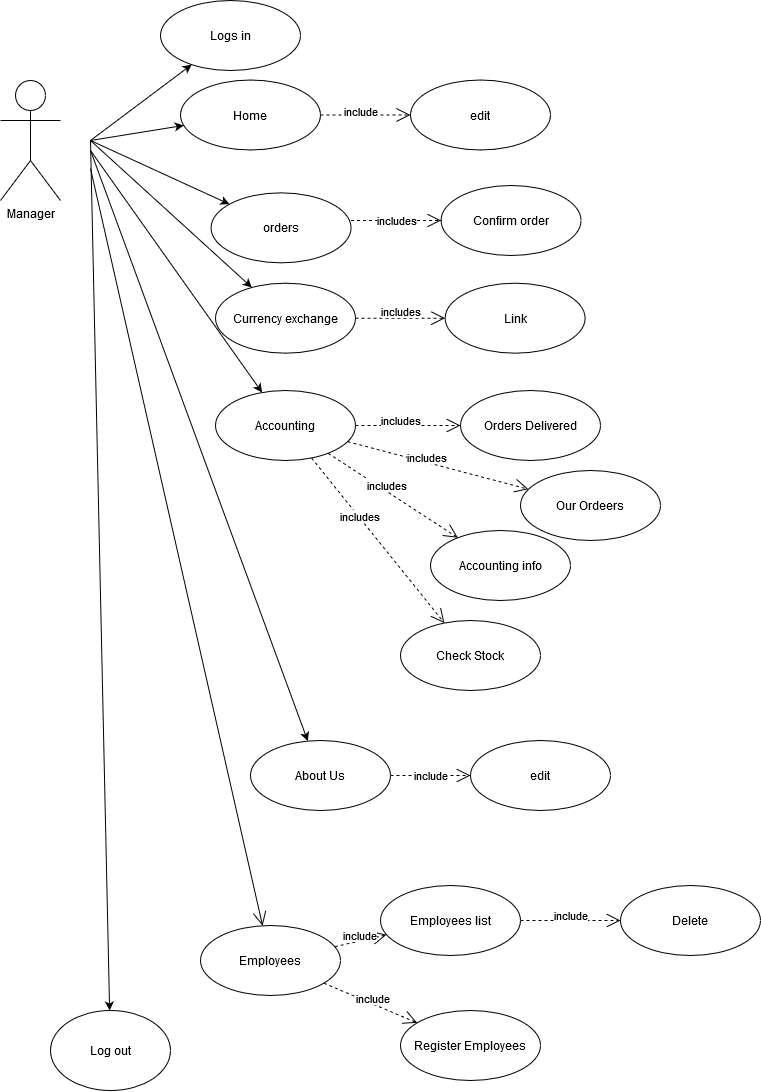 Logs in
Home
include
edit
Manager
orders
includes
Confirm order
Currency exchange
includes
Link
Accounting
includes
Orders Delivered
includes
Our Ordeers
includes
Accounting info
includes
Check Stock
About Us
include
edit
Employees
include
Employees list
include
Delete
include
Register Employees
Log out